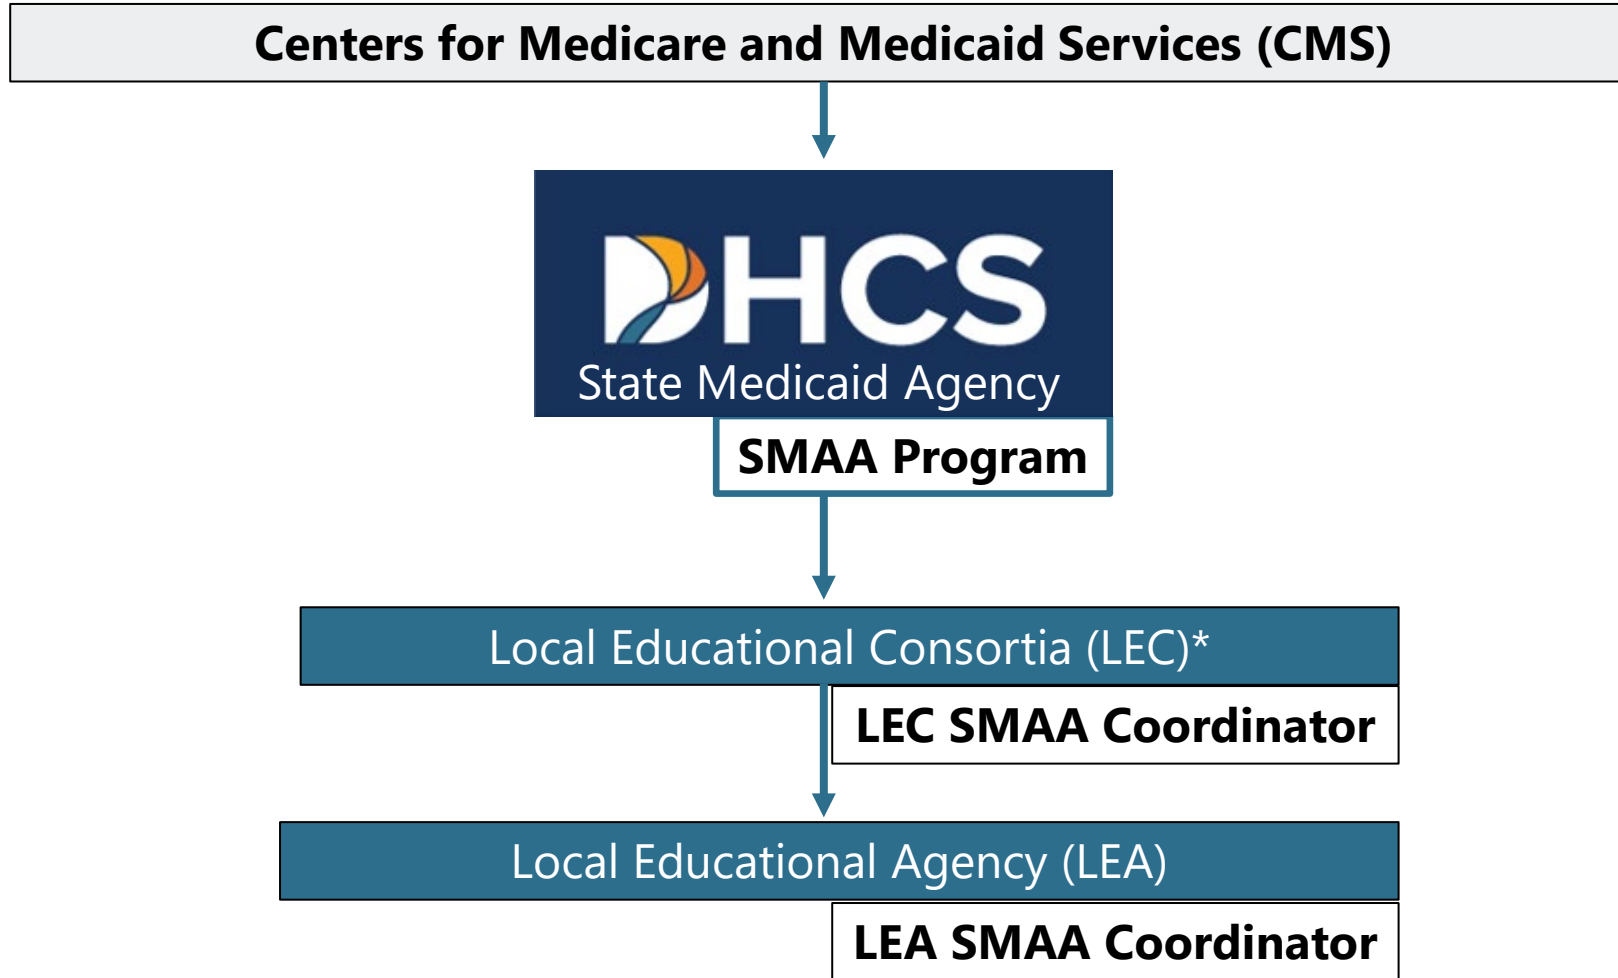 Centers for Medicare and Medicaid Services (CMS)
DHCS
State Medicaid Agency
SMAA Program
Local Educational Consortia (LEC)*
LEC SMAA Coordinator
Local Educational Agency (LEA)
LEA SMAA Coordinator